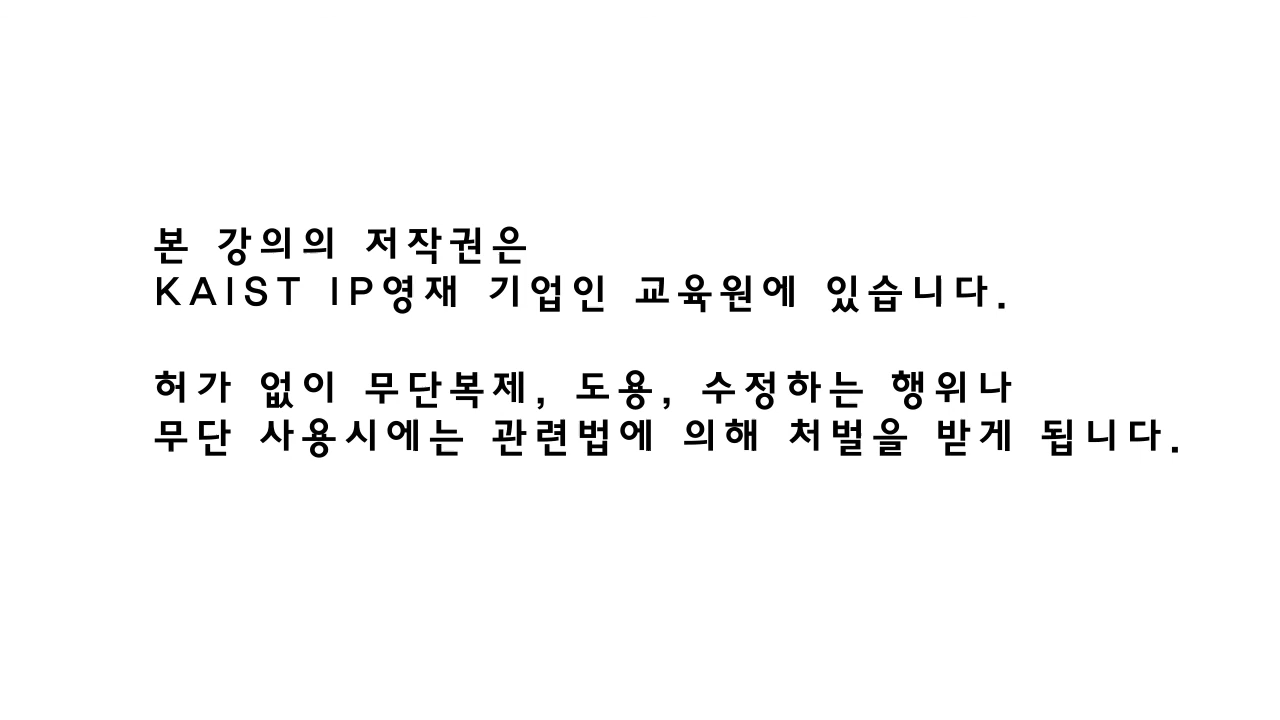 본 강의의 저작권은
KAIST IP영재 기업인 교육원에 있습니다.
허가 없이 무단복제, 도용, 수정하는 행위나
무단 사용시에는 관련법에 의해 처벌을 받게 됩니다.